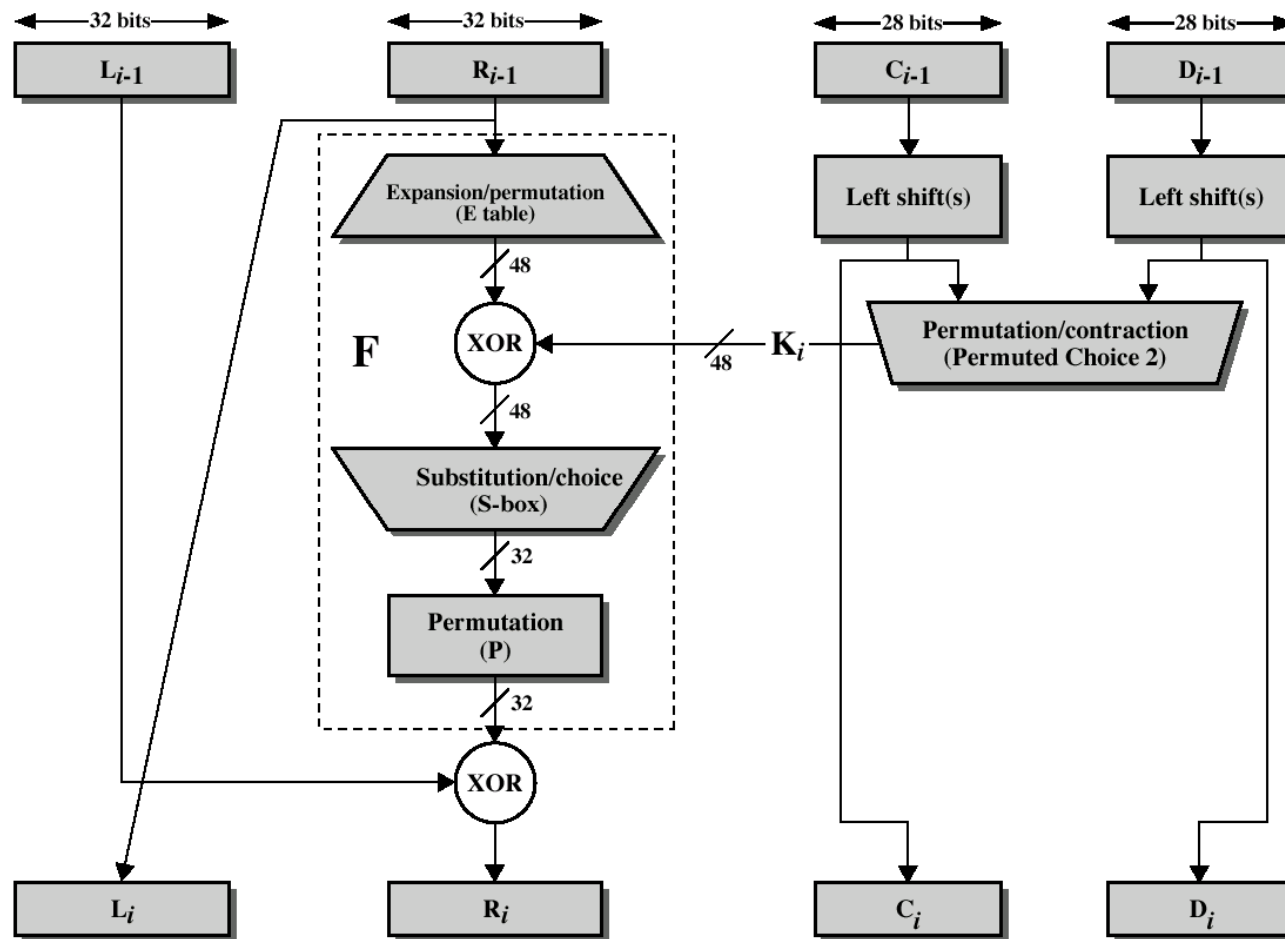 32 bits
32 bits
28 bits
28 bits
Li-1
Ri-1
Ci-1
Di-1
Expansion/permutation
(E table)
Left shift(s)
Left shift(s)
48
F
XOR
48
Ki
Permutation/contraction
(Permuted Choice 2)
48
Substitution/choice
(S-box)
32
Permutation
(P)
32
XOR
Li
Ri
Ci
Di